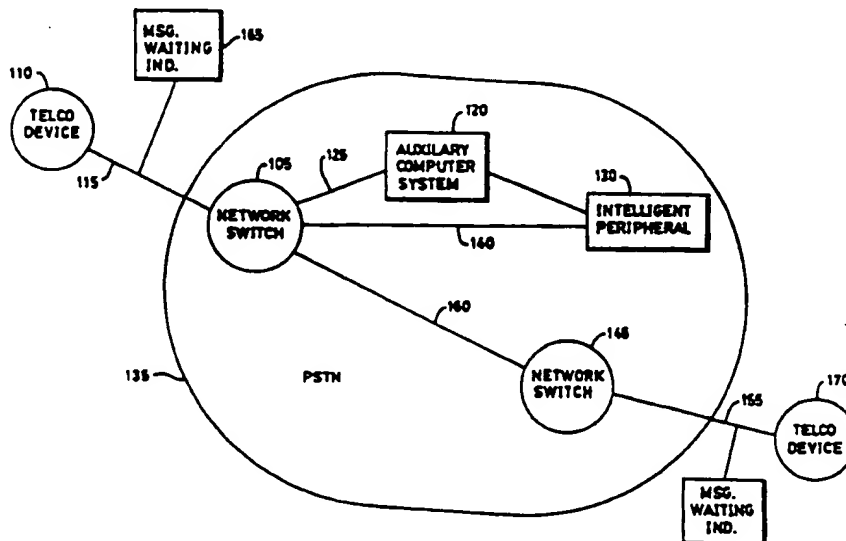 MSG.
WAITING
IND.
165
110
TELCO
DEVICE
115
120
AUXILARY
COMPUTER
SYSTEM
105
125
130
NETWORK
SWITCH
INTELLIGENT
PERIPHERAL
140
160
145
135
PSTN
NETWORK
SWITCH
155
170
TELCO
DEVICE
MSG.
WAITING
IND.